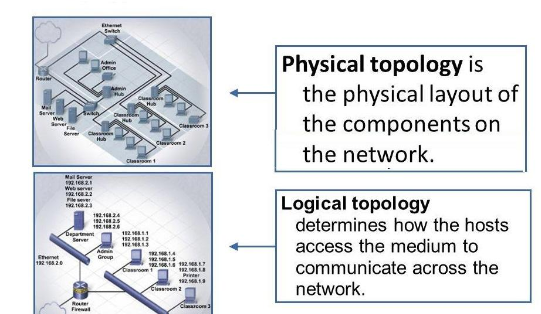 Ethernet
Switch
Router
Admin
Office
Admin
Hub
Mail
Server
Web
Server
File
Server
Switch
Classroom
Hub
Classroom
Hub
Classroom
Hub
Classroom 3
Classroom 2
Classroom 1
Physical topology is
the physical layout of
the components on
the network.
Mail Server
192.168.2.1
Web server
192.168.2.2
File sever
192.168.2.3
192.168.2.4
192.168.2.5
192.168.2.6
Department
Server
192.168.1.1
192.168.1.2
192.168.1.3
Admin
Group
Ethernet
192.168.2.0
192.168.1.4
192.168.1.5
192.168.1.6
Classroom 1
192.168.1.7
192.168.1.8
Printer
192.168.1.9
Classroom 2
Classroom 3
Router
Firewall
Logical topology
determines how the hosts
access the medium to
communicate across the
network.